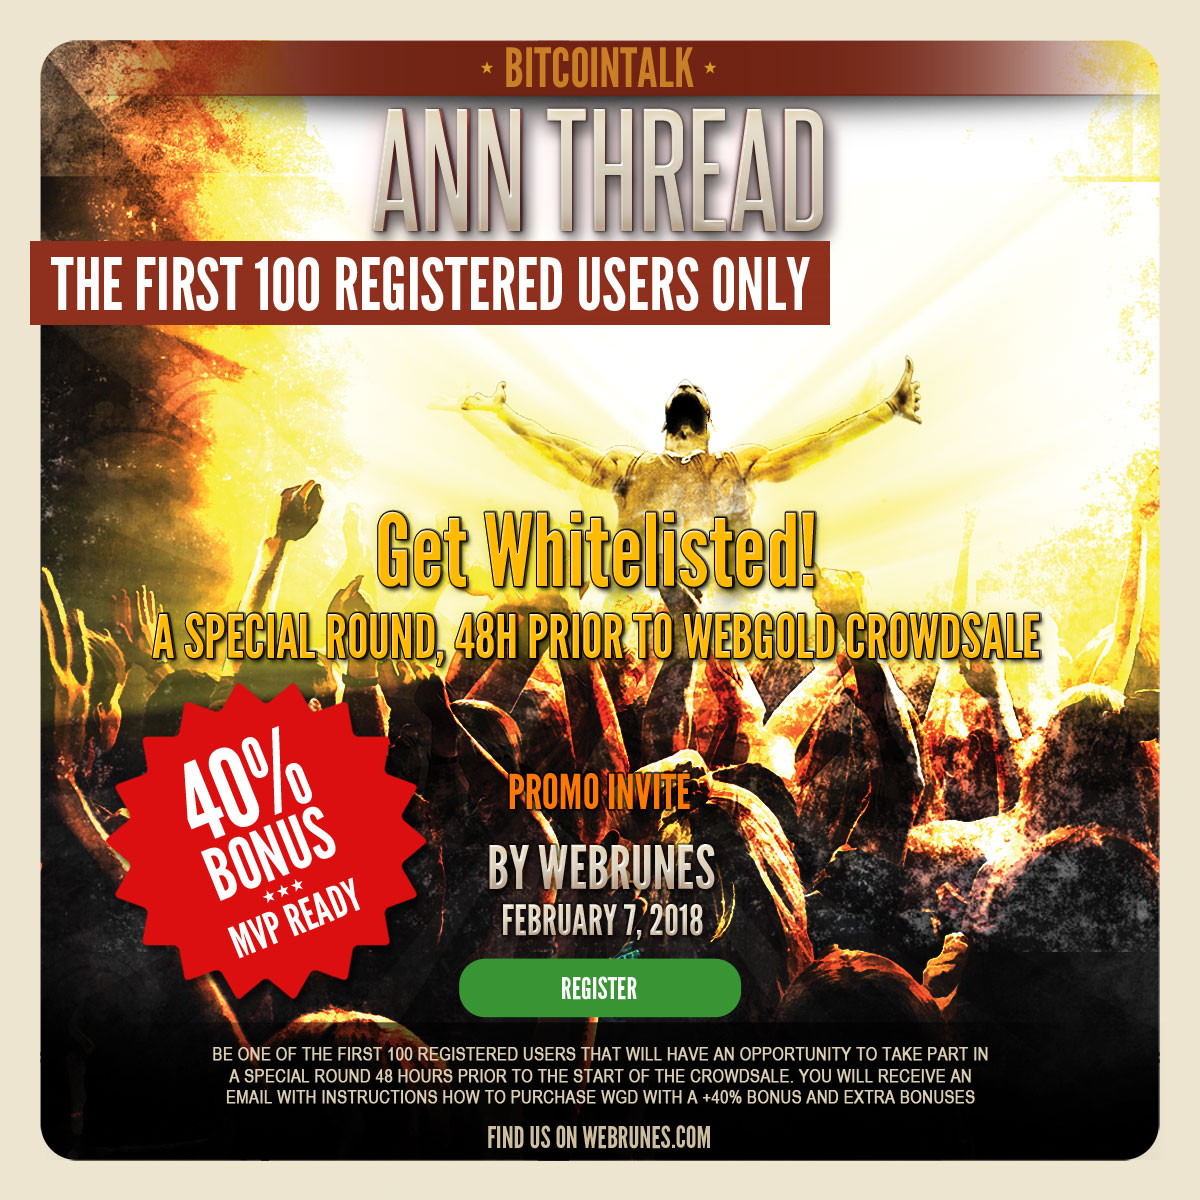 ★ BITCOINTALK ★
ANN THREAD
THE FIRST 100 REGISTERED USERS ONLY
Get Whitelisted!
A SPECIAL ROUND, 48H PRIOR TO WEBGOLD CROWDSALE
40%
BONUS
★★★
MVP READY
PROMO INVITE
BY WEBRUNES
FEBRUARY 7, 2018
REGISTER
BE ONE OF THE FIRST 100 REGISTERED USERS THAT WILL HAVE AN OPPORTUNITY TO TAKE PART IN
A SPECIAL ROUND 48 HOURS PRIOR TO THE START OF THE CROWDSALE. YOU WILL RECEIVE AN
EMAIL WITH INSTRUCTIONS HOW TO PURCHASE WGD WITH A +40% BONUS AND EXTRA BONUSES
FIND US ON WEBRUNES.COM